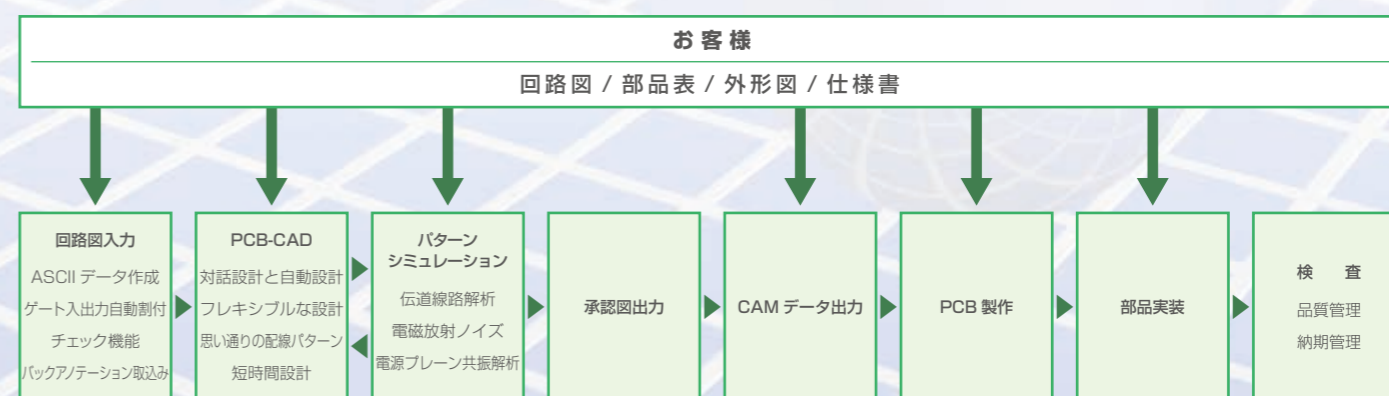 お客様
回路図 / 部品表 / 外形図 / 仕様書
回路図入力
ASCII データ作成
ゲート入出力自動割付
チェック機能
バックアノテーション取込み
PCB-CAD
対話設計と自動設計
フレキシブルな設計
思い通りの配線パターン
短時間設計
パターン
シミュレーション
伝道線路解析
電磁放射ノイズ
電源プレーン共振解析
承認図出力
CAM データ出力
PCB 製作
部品実装
検　査
品質管理
納期管理